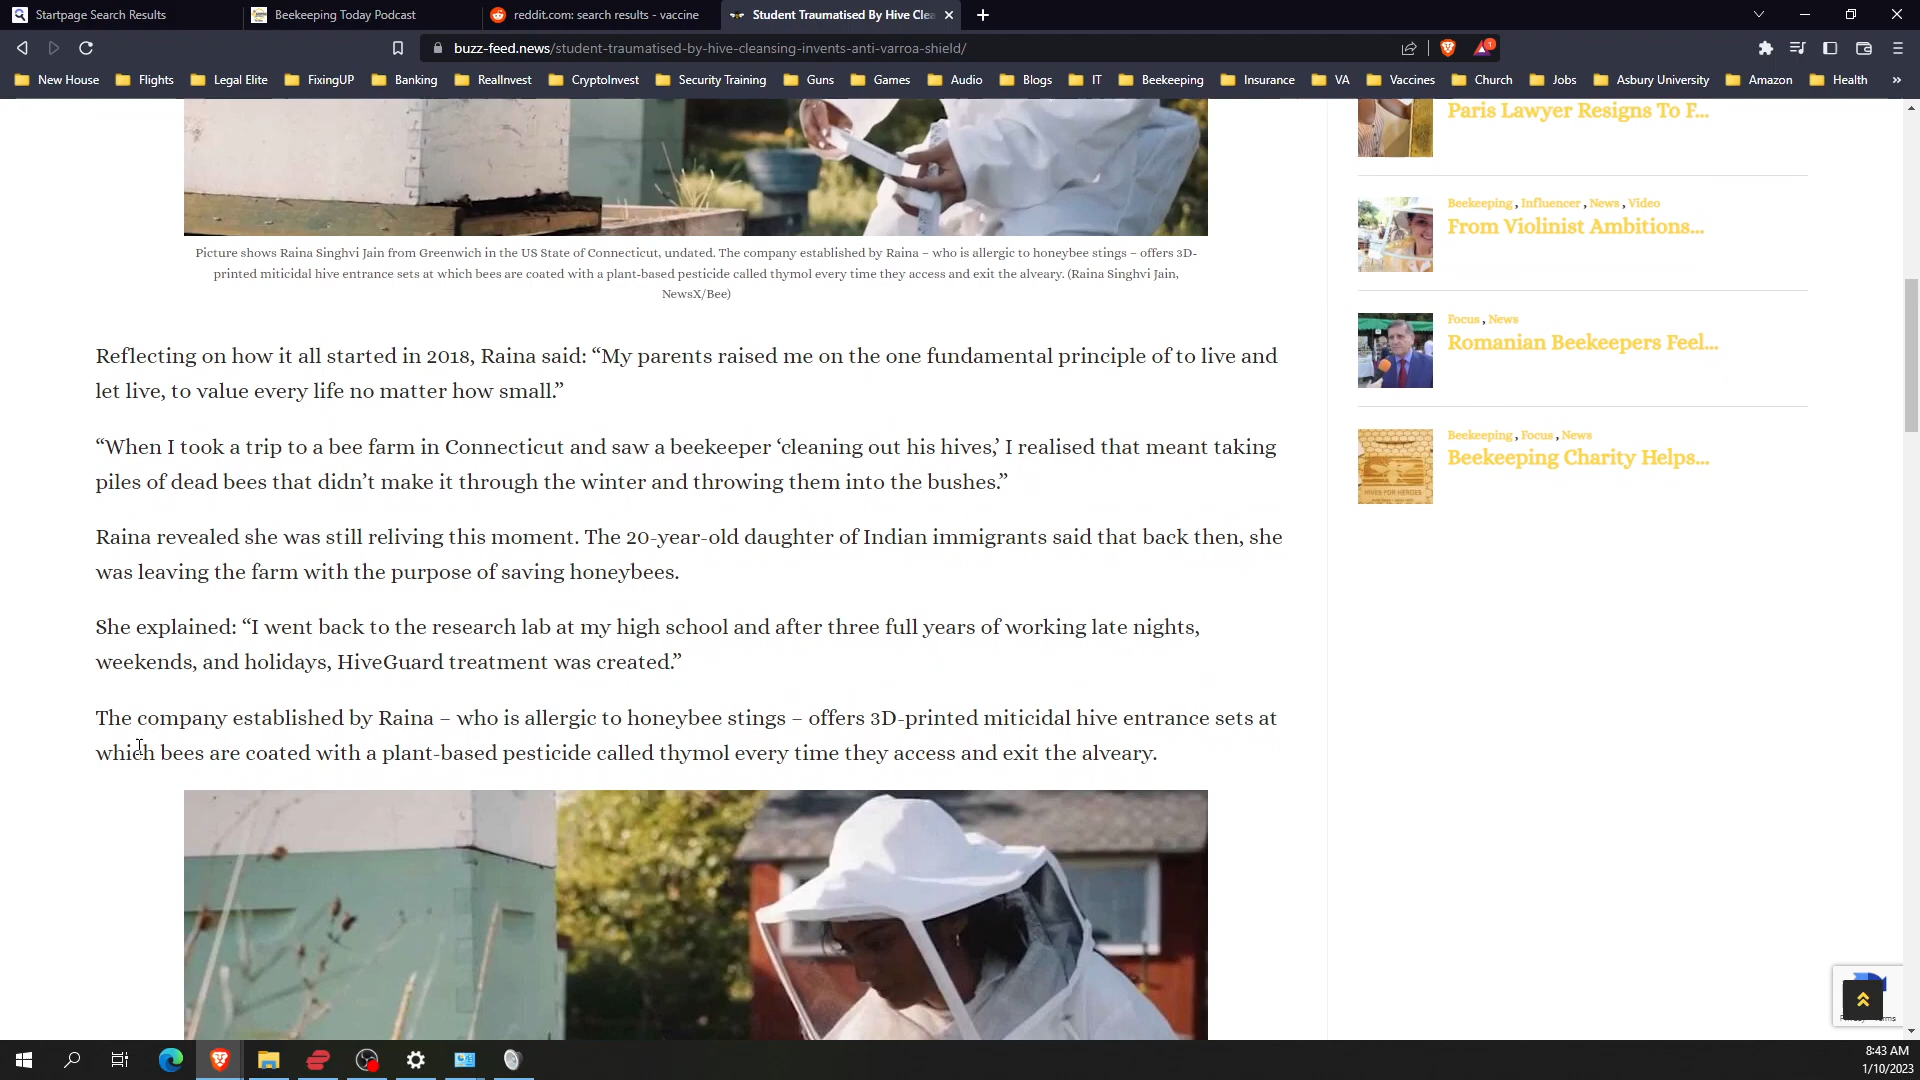 Startpage Search Results
Beekeeping Today Podcast
reddit.com: search results - vaccine
Student Traumatised By Hive Clea
buzz-feed.news/student-traumatised-by-hive-cleansing-invents-anti-varroa-shield/
1
New House
Flights
Legal Elite
FixingUP
Banking
RealInvest
CryptoInvest
Security Training
Guns
Games
Audio
Blogs
IT
Beekeeping
Insurance
VA
Vaccines
Church
Jobs
Asbury University
Amazon
Health
»
Picture shows Raina Singhvi Jain from Greenwich in the US State of Connecticut, undated. The company established by Raina – who is allergic to honeybee stings – offers 3D-
printed miticidal hive entrance sets at which bees are coated with a plant-based pesticide called thymol every time they access and exit the alveary. (Raina Singhvi Jain,
NewsX/Bee)
Reflecting on how it all started in 2018, Raina said: “My parents raised me on the one fundamental principle of to live and
let live, to value every life no matter how small.”
“When I took a trip to a bee farm in Connecticut and saw a beekeeper ‘cleaning out his hives,’ I realised that meant taking
piles of dead bees that didn’t make it through the winter and throwing them into the bushes.”
Raina revealed she was still reliving this moment. The 20-year-old daughter of Indian immigrants said that back then, she
was leaving the farm with the purpose of saving honeybees.
She explained: “I went back to the research lab at my high school and after three full years of working late nights,
weekends, and holidays, HiveGuard treatment was created.”
The company established by Raina – who is allergic to honeybee stings – offers 3D-printed miticidal hive entrance sets at
which bees are coated with a plant-based pesticide called thymol every time they access and exit the alveary.
Paris Lawyer Resigns To F...
Beekeeping , Influencer , News , Video
From Violinist Ambitions...
Focus , News
Romanian Beekeepers Feel...
Beekeeping , Focus , News
Beekeeping Charity Helps...
HIVES FOR HEROES
8:43 AM
1/10/2023